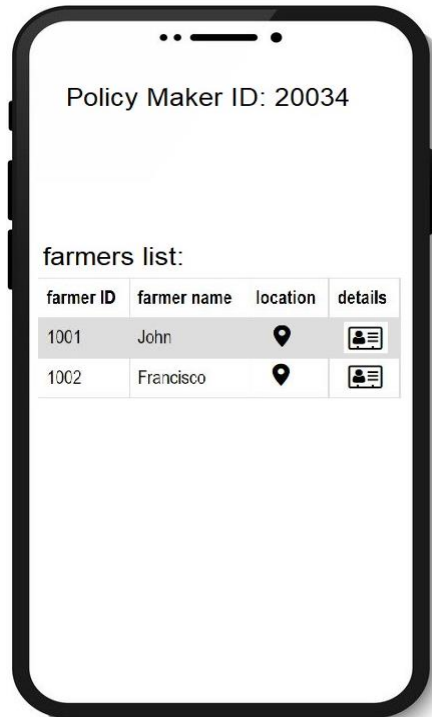 Policy Maker ID: 20034
farmers list:
farmer ID farmer name location details
1001 John
1002 Francisco